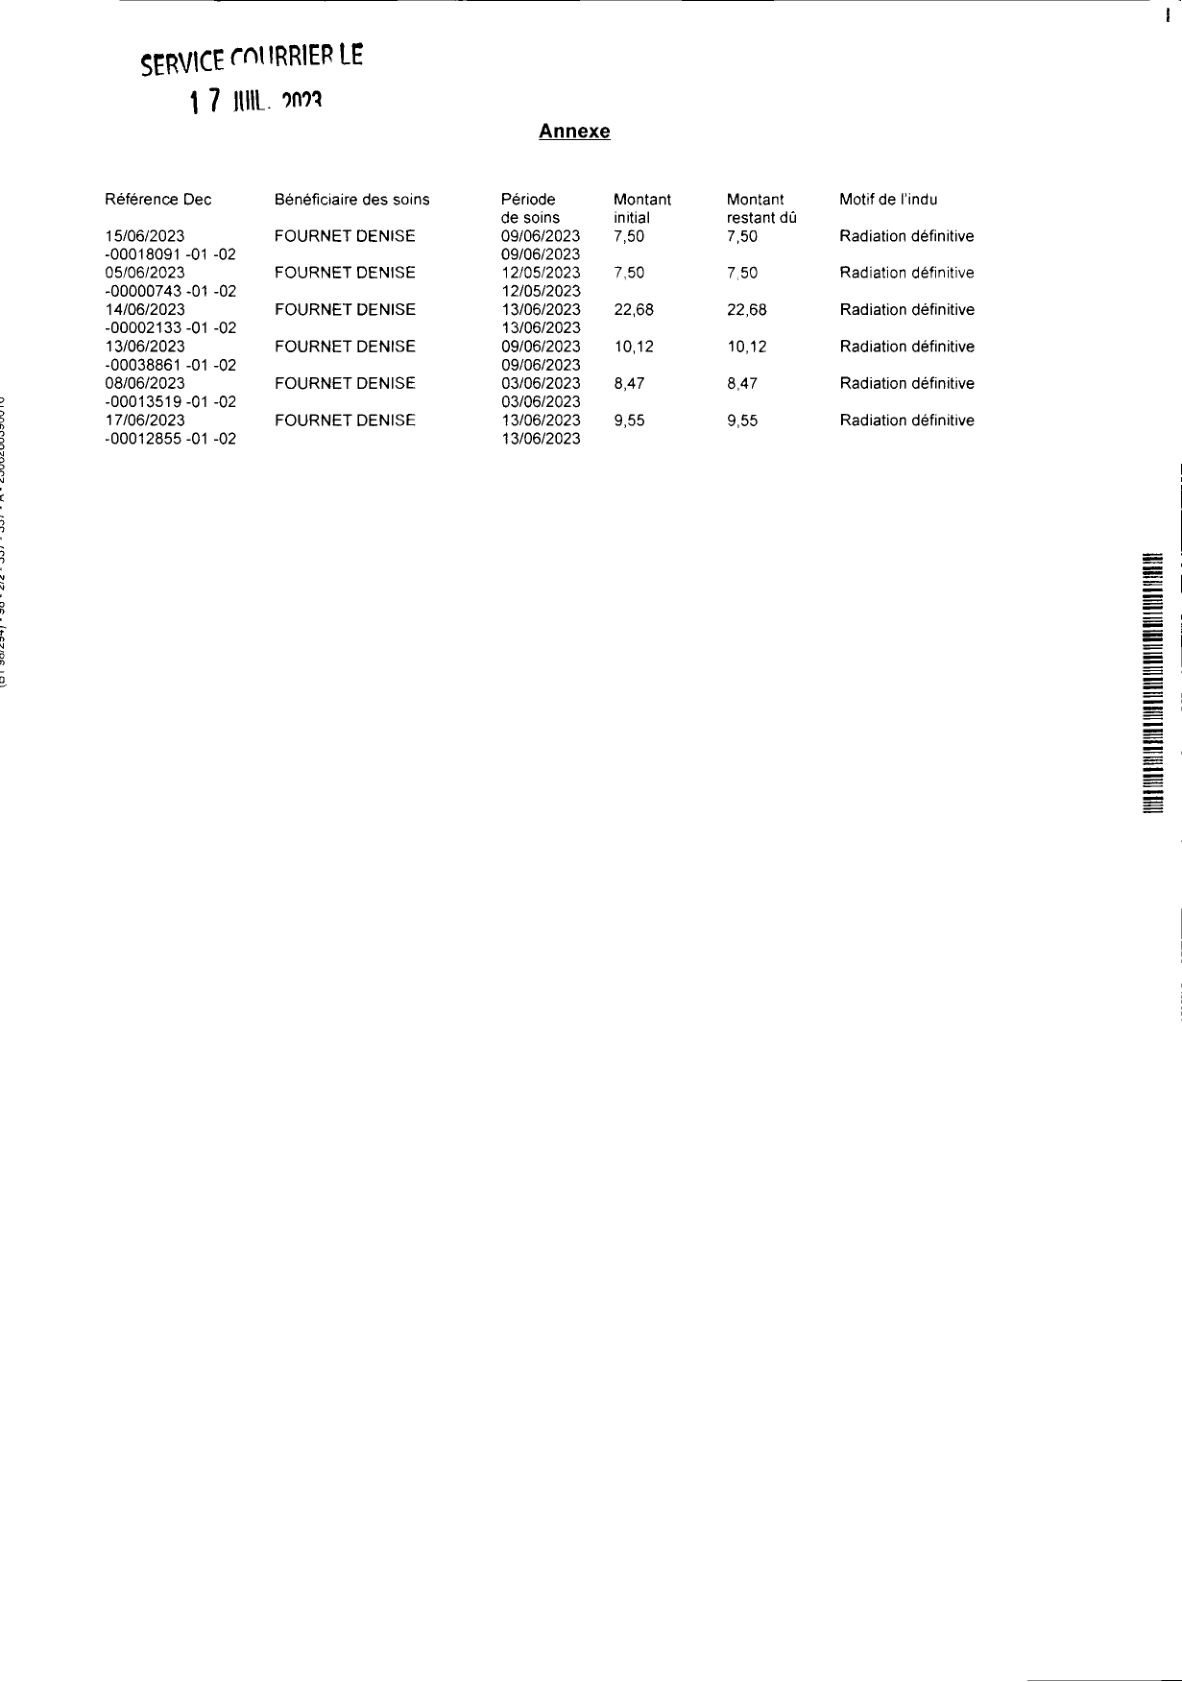 SERVICE COURRIER LE
17 JUIL. 2023
Annexe
Référence Dec Bénéficiaire des soins Période Montant Montant Motif de l'indu
de soins initial restant dû
15/06/2023 FOURNET DENISE 09/06/2023 7,50 7,50 Radiation définitive
-00018091 -01 -02 09/06/2023
05/06/2023 FOURNET DENISE 12/05/2023 7,50 7,50 Radiation définitive
-00000743 -01 -02 12/05/2023
14/06/2023 FOURNET DENISE 13/06/2023 22,68 22,68 Radiation définitive
-00002133 -01 -02 13/06/2023
13/06/2023 FOURNET DENISE 09/06/2023 10,12 10,12 Radiation définitive
-00038861 -01 -02 09/06/2023
08/06/2023 FOURNET DENISE 03/06/2023 8,47 8,47 Radiation définitive
-00013519 -01 -02 03/06/2023
17/06/2023 FOURNET DENISE 13/06/2023 9,55 9,55 Radiation définitive
-00012855 -01 -02 13/06/2023